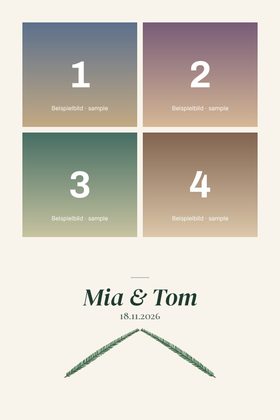 1
Beispielbild · sample
2
Beispielbild · sample
3
Beispielbild · sample
4
Beispielbild · sample
Mia & Tom
18.11.2026